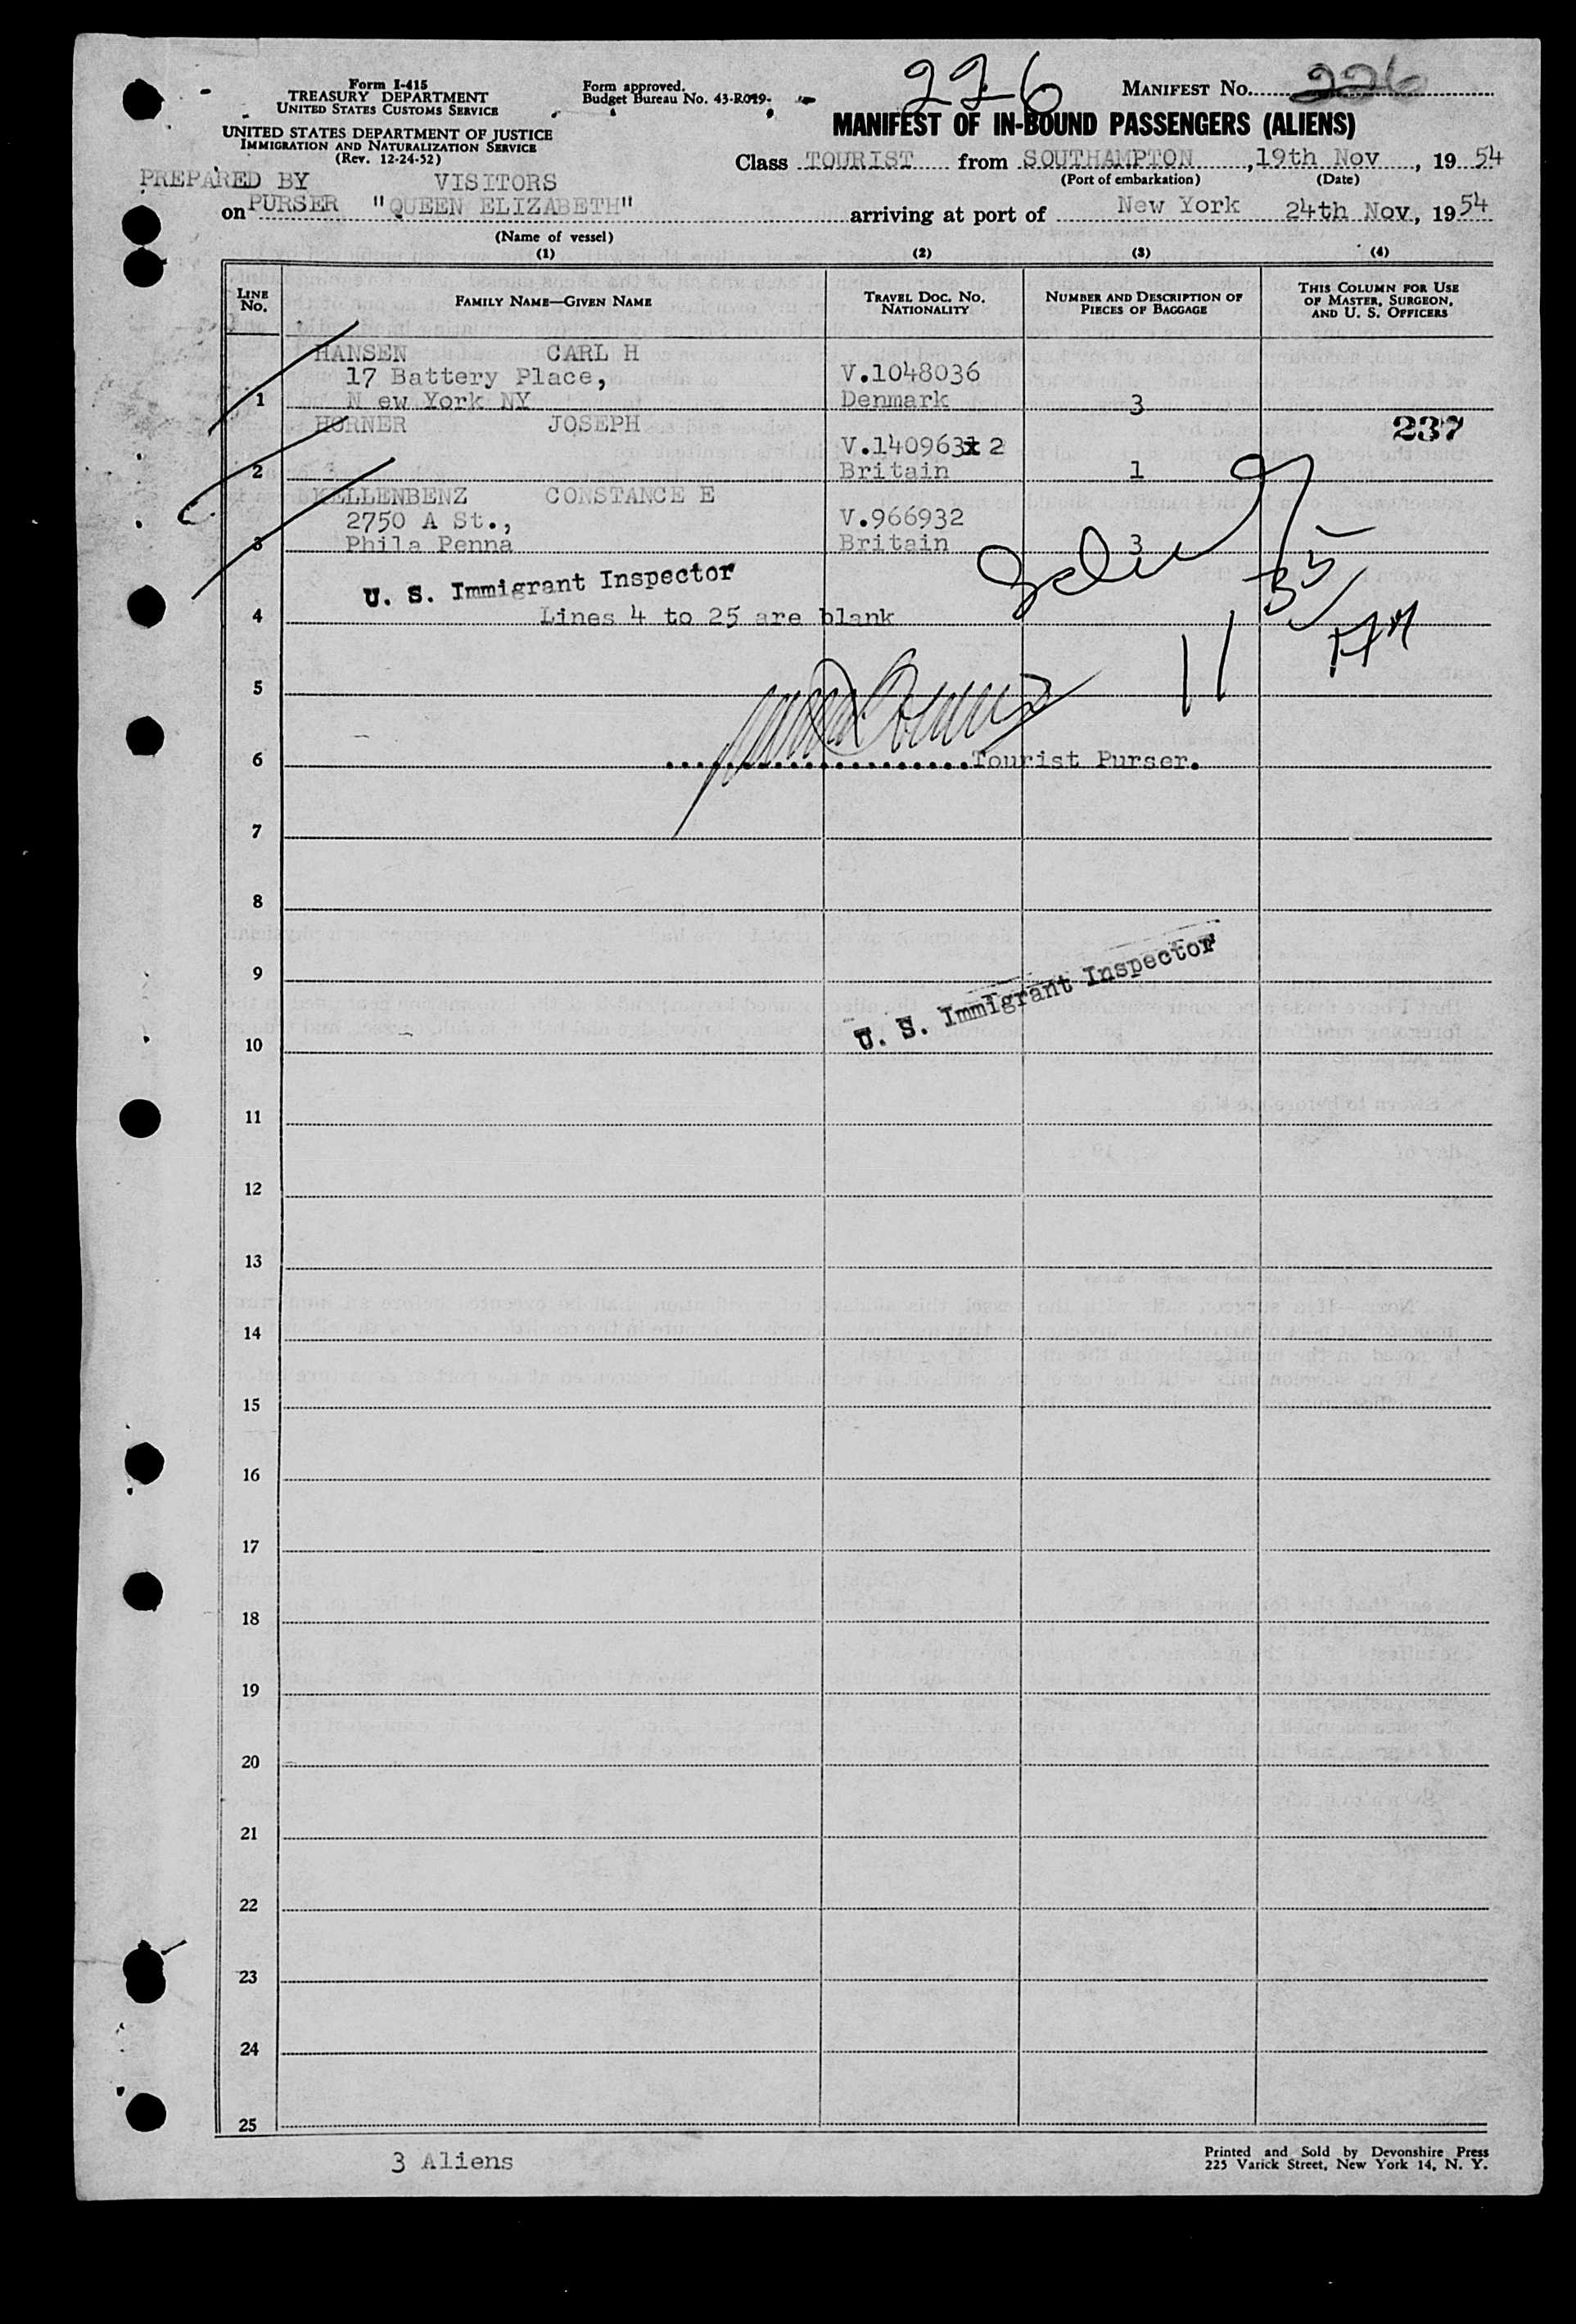 Form I-415
TREASURY DEPARTMENT
UNITED STATES CUSTOMS SERVICE
UNITED STATES DEPARTMENT OF JUSTICE
IMMIGRATION AND NATURALIZATION SERVICE
(Rev. 12-24-52)
Form approved.
Budget Bureau No. 43-R019-
226
MANIFEST No. 226
MANIFEST OF IN-BOUND PASSENGERS (ALIENS)
Class TOURIST from SOUTHAMPTON, 19th Nov, 1954
(Port of embarkation) (Date)
PREPARED BY VISITORS
on PURSER "QUEEN ELIZABETH" arriving at port of New York 24th Nov, 1954
(Name of vessel)
(1) (2) (3) (4)
LINE No. FAMILY NAME—GIVEN NAME TRAVEL DOC. NO. NATIONALITY NUMBER AND DESCRIPTION OF PIECES OF BAGGAGE THIS COLUMN FOR USE OF MASTER, SURGEON, AND U. S. OFFICERS
HANSEN CARL H
17 Battery Place, V.1048036
1 N ew York NY Denmark 3
HORNER JOSEPH 237
V.140963x 2
2 Britain 1
KELLENBENZ CONSTANCE E
2750 A St., V.966932
3 Phila Penna Britain 3
U. S. Immigrant Inspector
4 Lines 4 to 25 are blank
11
5
6 ....................Tourist Purser.
7
8
9
U. S. Immigrant Inspector
10
11
12
13
14
15
16
17
18
19
20
21
22
23
24
25
3 Aliens
Printed and Sold by Devonshire Press
225 Varick Street, New York 14, N. Y.